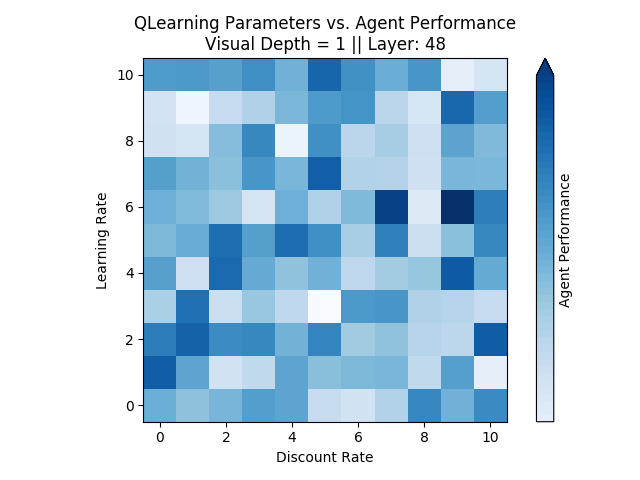 QLearning Parameters vs. Agent Performance
Visual Depth = 1 || Layer: 48
10
8
6
4
2
0
Learning Rate
0 2 4 6 8 10
Discount Rate
Agent Performance